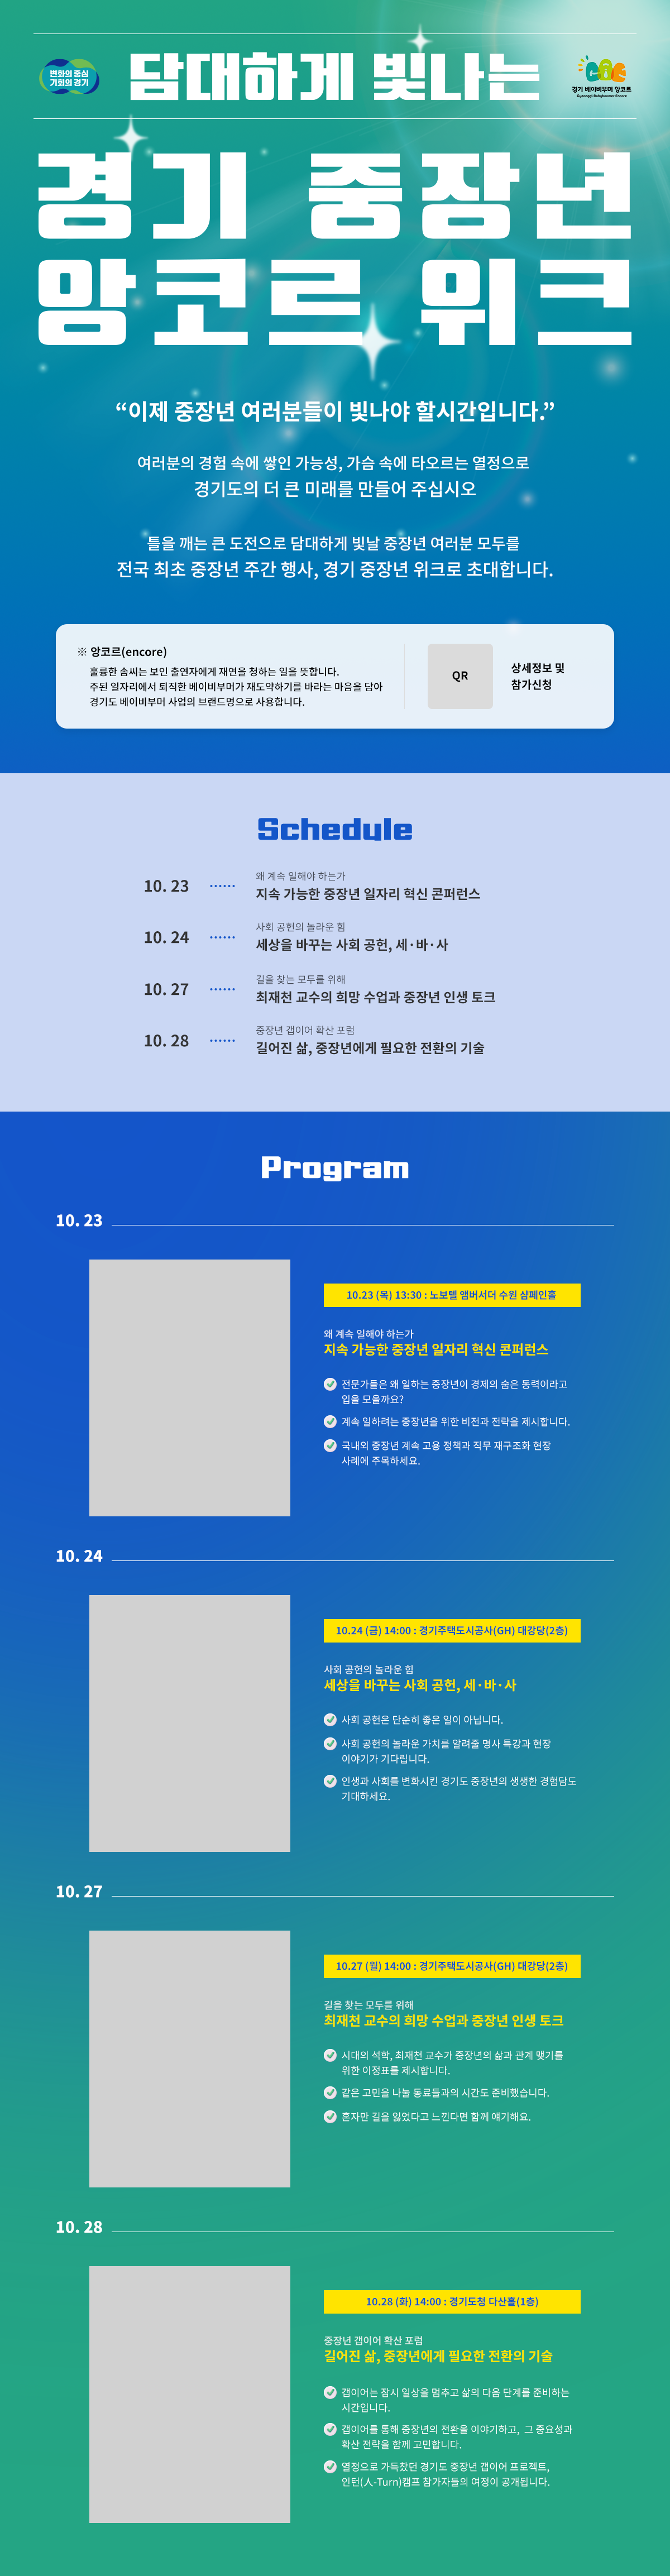 변화의 중심
기회의 경기
담대하게 빛나는
경기 베이비부머 앙코르
Gyeonggi Babyboomer Encore
경기 중장년
앙코르 위크
“이제 중장년 여러분들이 빛나야 할시간입니다.”
여러분의 경험 속에 쌓인 가능성, 가슴 속에 타오르는 열정으로
경기도의 더 큰 미래를 만들어 주십시오
틀을 깨는 큰 도전으로 담대하게 빛날 중장년 여러분 모두를
전국 최초 중장년 주간 행사, 경기 중장년 위크로 초대합니다.
※ 앙코르(encore)
훌륭한 솜씨는 보인 출연자에게 재연을 청하는 일을 뜻합니다.
주된 일자리에서 퇴직한 베이비부머가 재도약하기를 바라는 마음을 담아
경기도 베이비부머 사업의 브랜드명으로 사용합니다.
QR
상세정보 및
참가신청
Schedule
10. 23
왜 계속 일해야 하는가
지속 가능한 중장년 일자리 혁신 콘퍼런스
10. 24
사회 공헌의 놀라운 힘
세상을 바꾸는 사회 공헌, 세·바·사
10. 27
길을 찾는 모두를 위해
최재천 교수의 희망 수업과 중장년 인생 토크
10. 28
중장년 갭이어 확산 포럼
길어진 삶, 중장년에게 필요한 전환의 기술
Program
10. 23
10.23 (목) 13:30 : 노보텔 앰버서더 수원 샴페인홀
왜 계속 일해야 하는가
지속 가능한 중장년 일자리 혁신 콘퍼런스
전문가들은 왜 일하는 중장년이 경제의 숨은 동력이라고
입을 모을까요?
계속 일하려는 중장년을 위한 비전과 전략을 제시합니다.
국내외 중장년 계속 고용 정책과 직무 재구조화 현장
사례에 주목하세요.
10. 24
10.24 (금) 14:00 : 경기주택도시공사(GH) 대강당(2층)
사회 공헌의 놀라운 힘
세상을 바꾸는 사회 공헌, 세·바·사
사회 공헌은 단순히 좋은 일이 아닙니다.
사회 공헌의 놀라운 가치를 알려줄 명사 특강과 현장
이야기가 기다립니다.
인생과 사회를 변화시킨 경기도 중장년의 생생한 경험담도
기대하세요.
10. 27
10.27 (월) 14:00 : 경기주택도시공사(GH) 대강당(2층)
길을 찾는 모두를 위해
최재천 교수의 희망 수업과 중장년 인생 토크
시대의 석학, 최재천 교수가 중장년의 삶과 관계 맺기를
위한 이정표를 제시합니다.
같은 고민을 나눌 동료들과의 시간도 준비했습니다.
혼자만 길을 잃었다고 느낀다면 함께 얘기해요.
10. 28
10.28 (화) 14:00 : 경기도청 다산홀(1층)
중장년 갭이어 확산 포럼
길어진 삶, 중장년에게 필요한 전환의 기술
갭이어는 잠시 일상을 멈추고 삶의 다음 단계를 준비하는
시간입니다.
갭이어를 통해 중장년의 전환을 이야기하고, 그 중요성과
확산 전략을 함께 고민합니다.
열정으로 가득찼던 경기도 중장년 갭이어 프로젝트,
인턴(人-Turn)캠프 참가자들의 여정이 공개됩니다.